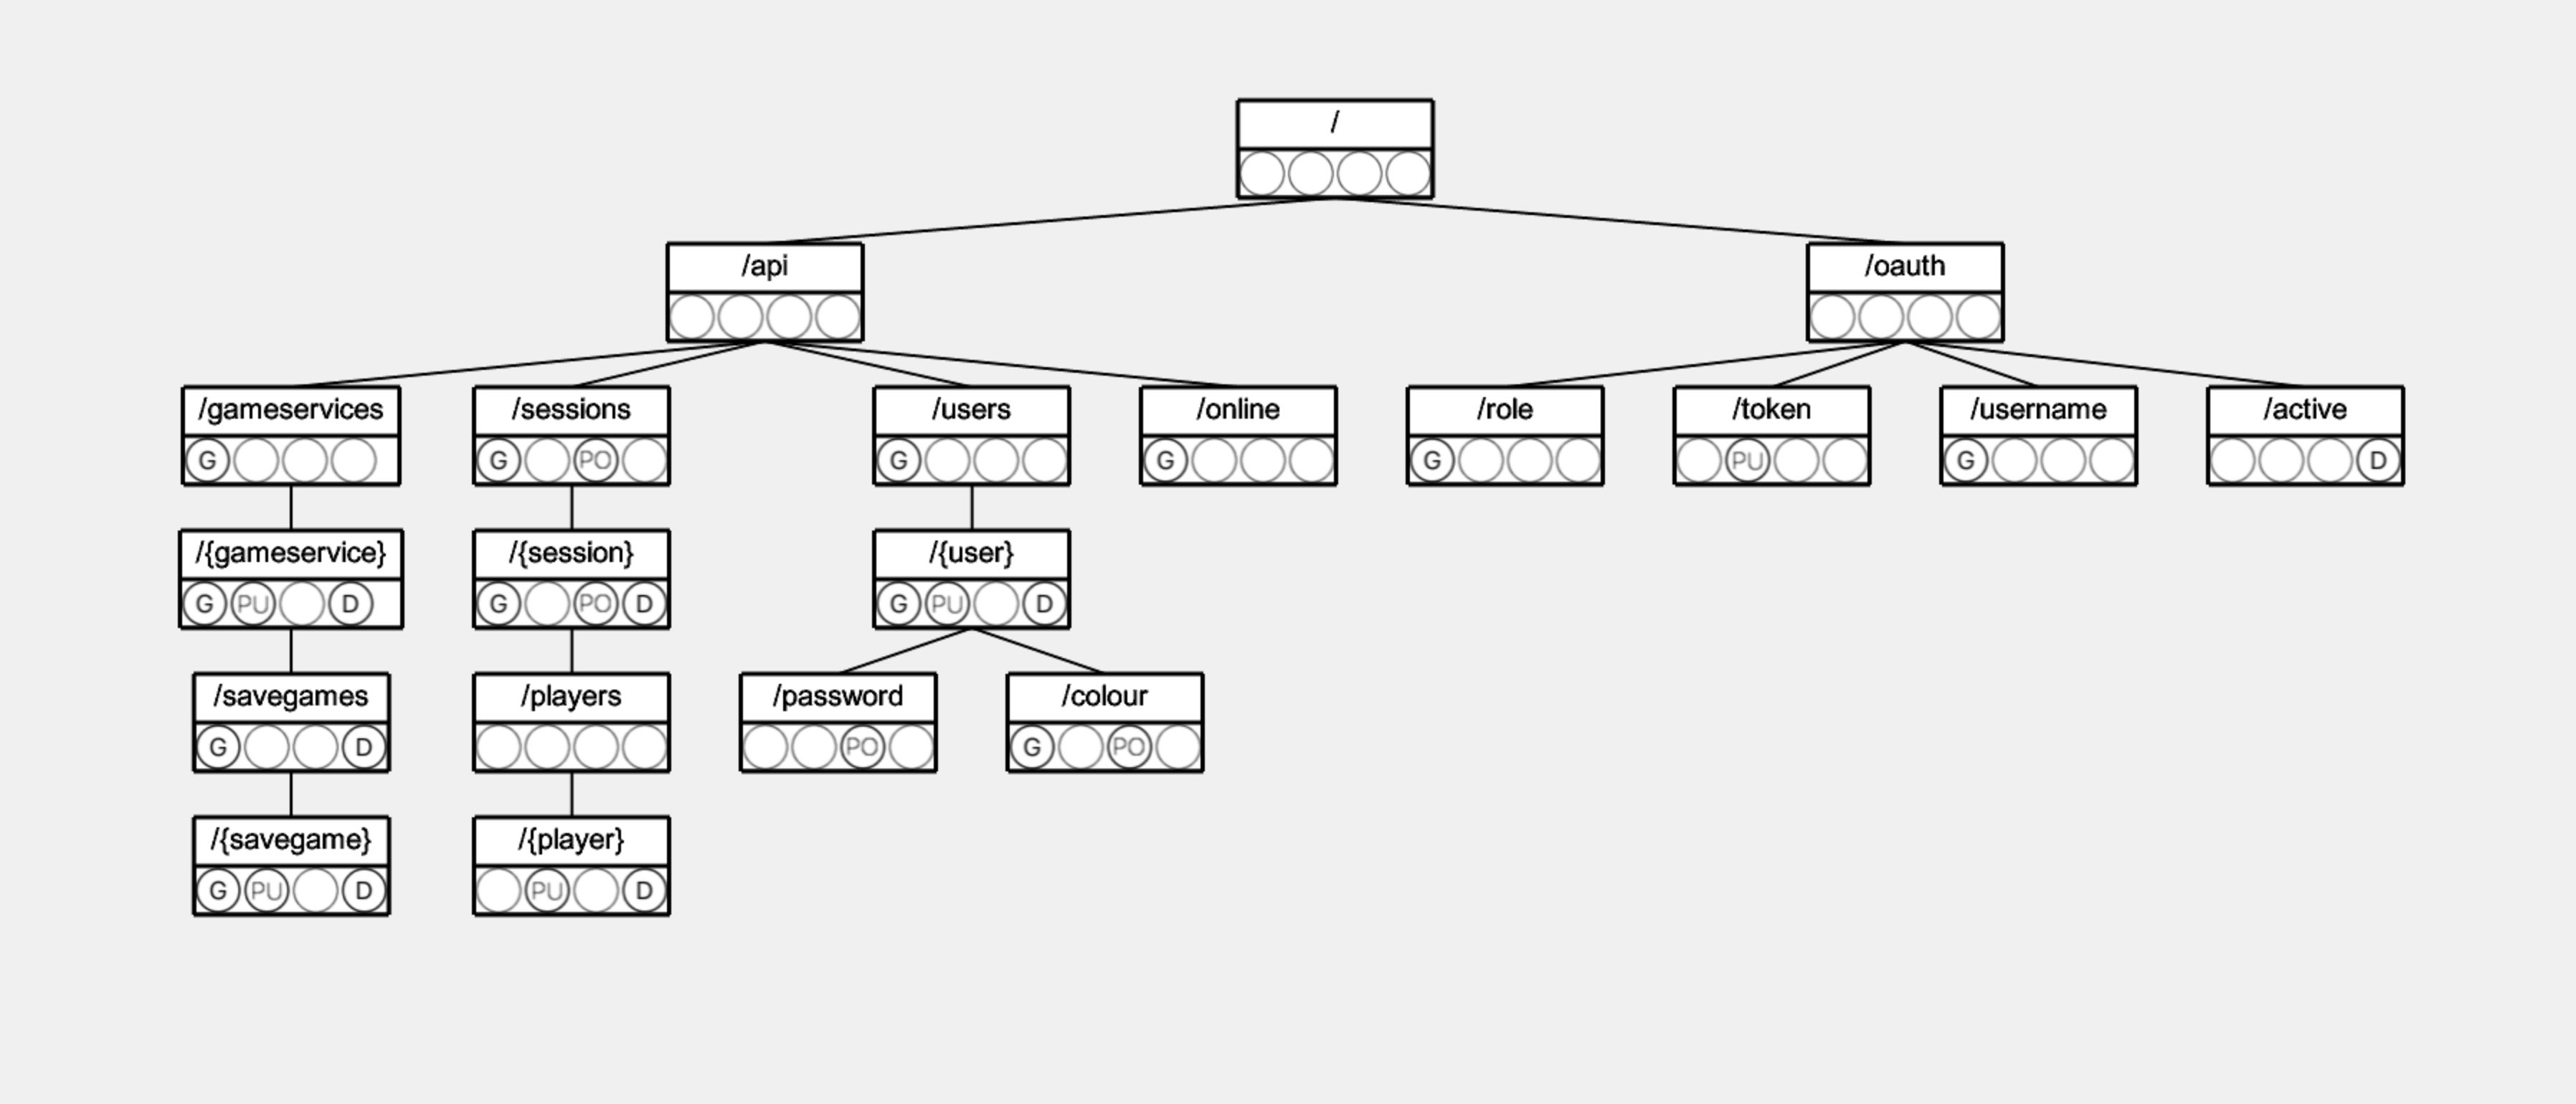 /
/api /oauth
/gameservices /sessions /users /online /role /token /username /active
G G PO G G G PU G D
/{gameservice} /{session} /{user}
G PU D G PO D G PU D
/savegames /players /password /colour
G D PO G PO
/{savegame} /{player}
G PU D PU D